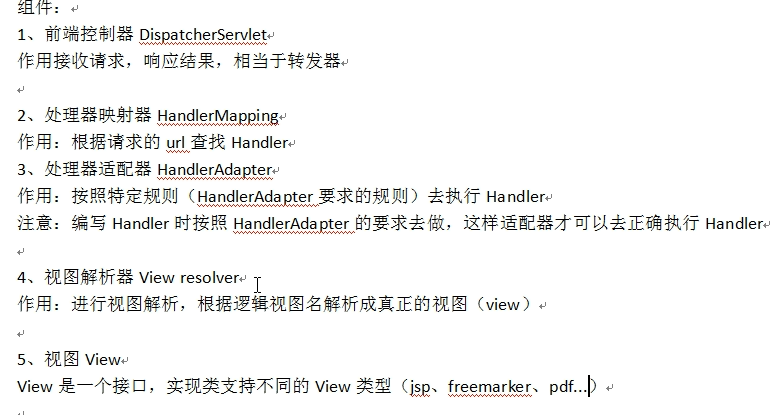 组件：
1、前端控制器 DispatcherServlet
作用接收请求，响应结果，相当于转发器
2、处理器映射器 HandlerMapping
作用：根据请求的 url 查找 Handler
3、处理器适配器 HandlerAdapter
作用：按照特定规则（HandlerAdapter 要求的规则）去执行 Handler
注意：编写 Handler 时按照 HandlerAdapter 的要求去做，这样适配器才可以去正确执行 Handler
4、视图解析器 View resolver
作用：进行视图解析，根据逻辑视图名解析成真正的视图（view）
5、视图 View
View 是一个接口，实现类支持不同的 View 类型（jsp、freemarker、pdf...）